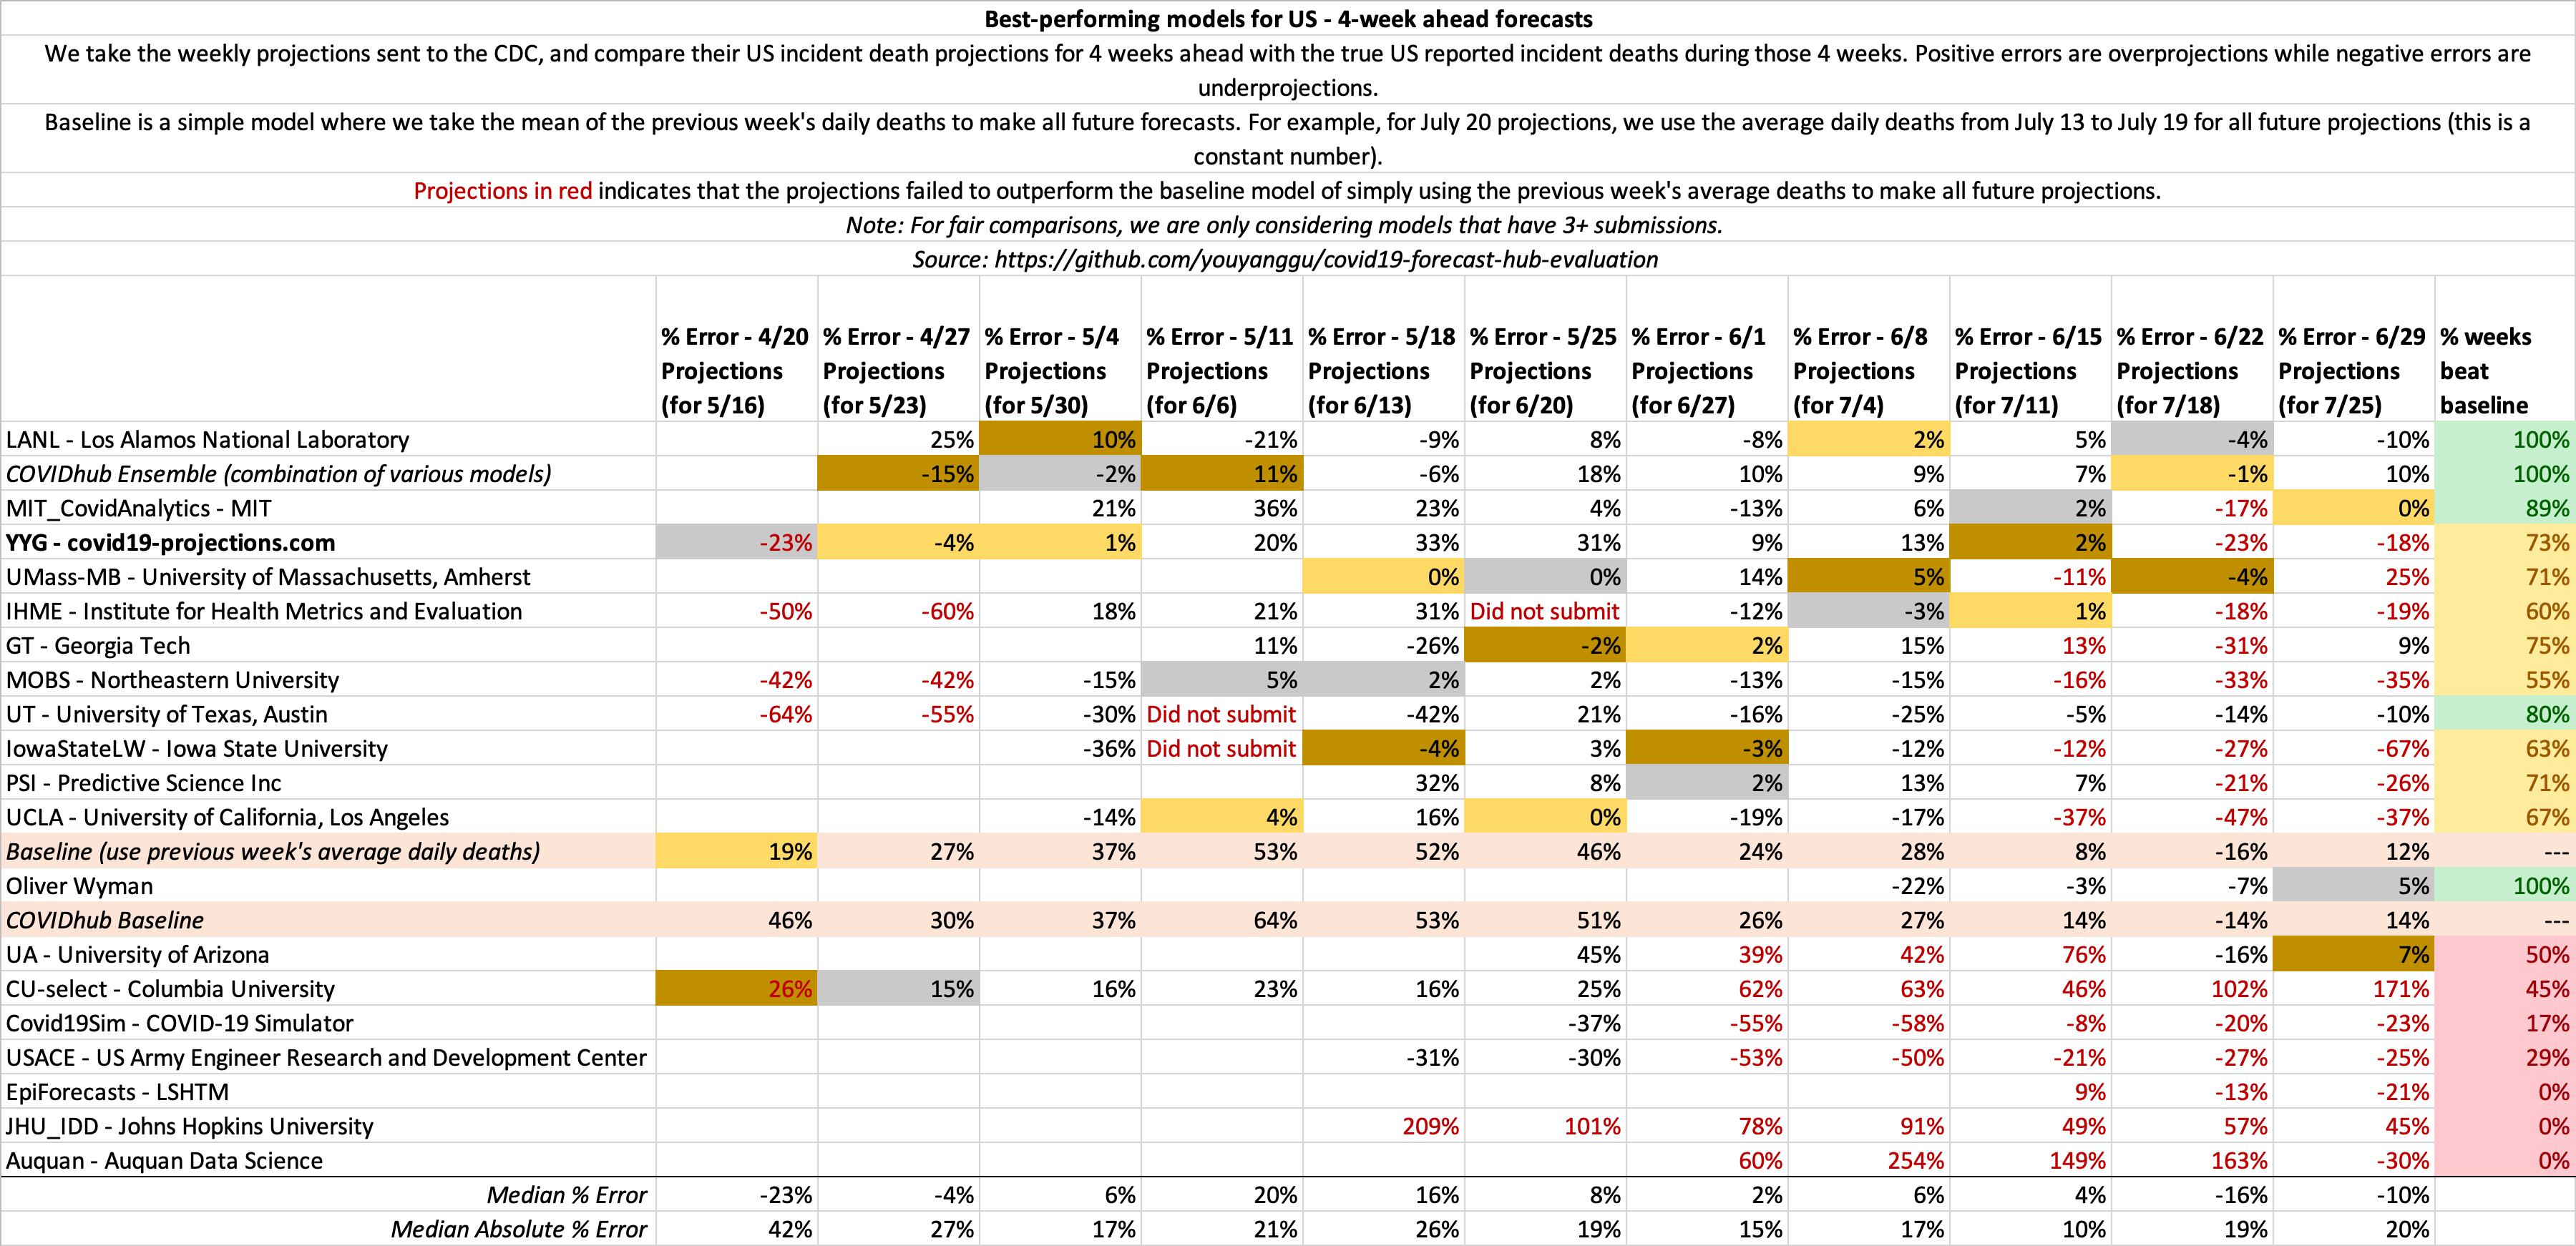 Best-performing models for US - 4-week ahead forecasts
We take the weekly projections sent to the CDC, and compare their US incident death projections for 4 weeks ahead with the true US reported incident deaths during those 4 weeks. Positive errors are overprojections while negative errors are
underprojections.
Baseline is a simple model where we take the mean of the previous week's daily deaths to make all future forecasts. For example, for July 20 projections, we use the average daily deaths from July 13 to July 19 for all future projections (this is a
constant number).
Projections in red indicates that the projections failed to outperform the baseline model of simply using the previous week's average deaths to make all future projections.
Note: For fair comparisons, we are only considering models that have 3+ submissions.
Source: https://github.com/youyanggu/covid19-forecast-hub-evaluation
% Error - 4/20 % Error - 4/27 % Error - 5/4 % Error - 5/11 % Error - 5/18 % Error - 5/25 % Error - 6/1 % Error - 6/8 % Error - 6/15 % Error - 6/22 % Error - 6/29 % weeks
Projections Projections Projections Projections Projections Projections Projections Projections Projections Projections Projections beat
(for 5/16) (for 5/23) (for 5/30) (for 6/6) (for 6/13) (for 6/20) (for 6/27) (for 7/4) (for 7/11) (for 7/18) (for 7/25) baseline
LANL - Los Alamos National Laboratory 25% 10% -21% -9% 8% -8% 2% 5% -4% -10% 100%
COVIDhub Ensemble (combination of various models) -15% -2% 11% -6% 18% 10% 9% 7% -1% 10% 100%
MIT_CovidAnalytics - MIT 21% 36% 23% 4% -13% 6% 2% -17% 0% 89%
YYG - covid19-projections.com -23% -4% 1% 20% 33% 31% 9% 13% 2% -23% -18% 73%
UMass-MB - University of Massachusetts, Amherst 0% 0% 14% 5% -11% -4% 25% 71%
IHME - Institute for Health Metrics and Evaluation -50% -60% 18% 21% 31% Did not submit -12% -3% 1% -18% -19% 60%
GT - Georgia Tech 11% -26% -2% 2% 15% 13% -31% 9% 75%
MOBS - Northeastern University -42% -42% -15% 5% 2% 2% -13% -15% -16% -33% -35% 55%
UT - University of Texas, Austin -64% -55% -30% Did not submit -42% 21% -16% -25% -5% -14% -10% 80%
IowaStateLW - Iowa State University -36% Did not submit -4% 3% -3% -12% -12% -27% -67% 63%
PSI - Predictive Science Inc 32% 8% 2% 13% 7% -21% -26% 71%
UCLA - University of California, Los Angeles -14% 4% 16% 0% -19% -17% -37% -47% -37% 67%
Baseline (use previous week's average daily deaths) 19% 27% 37% 53% 52% 46% 24% 28% 8% -16% 12% ---
Oliver Wyman -22% -3% -7% 5% 100%
COVIDhub Baseline 46% 30% 37% 64% 53% 51% 26% 27% 14% -14% 14% ---
UA - University of Arizona 45% 39% 42% 76% -16% 7% 50%
CU-select - Columbia University 26% 15% 16% 23% 16% 25% 62% 63% 46% 102% 171% 45%
Covid19Sim - COVID-19 Simulator -37% -55% -58% -8% -20% -23% 17%
USACE - US Army Engineer Research and Development Center -31% -30% -53% -50% -21% -27% -25% 29%
EpiForecasts - LSHTM 9% -13% -21% 0%
JHU_IDD - Johns Hopkins University 209% 101% 78% 91% 49% 57% 45% 0%
Auquan - Auquan Data Science 60% 254% 149% 163% -30% 0%
Median % Error -23% -4% 6% 20% 16% 8% 2% 6% 4% -16% -10%
Median Absolute % Error 42% 27% 17% 21% 26% 19% 15% 17% 10% 19% 20%